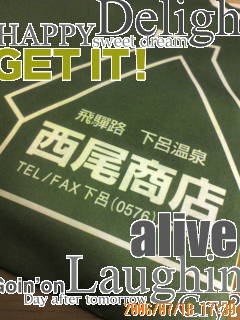 Deligh
HAPPY
sweet dream
GET IT!
飛騨路 下呂温泉
西尾商店
TEL/FAX 下呂(0576)
alive
Goin'on
Laughin
Day after tomorrow
2006/07/18 17:38